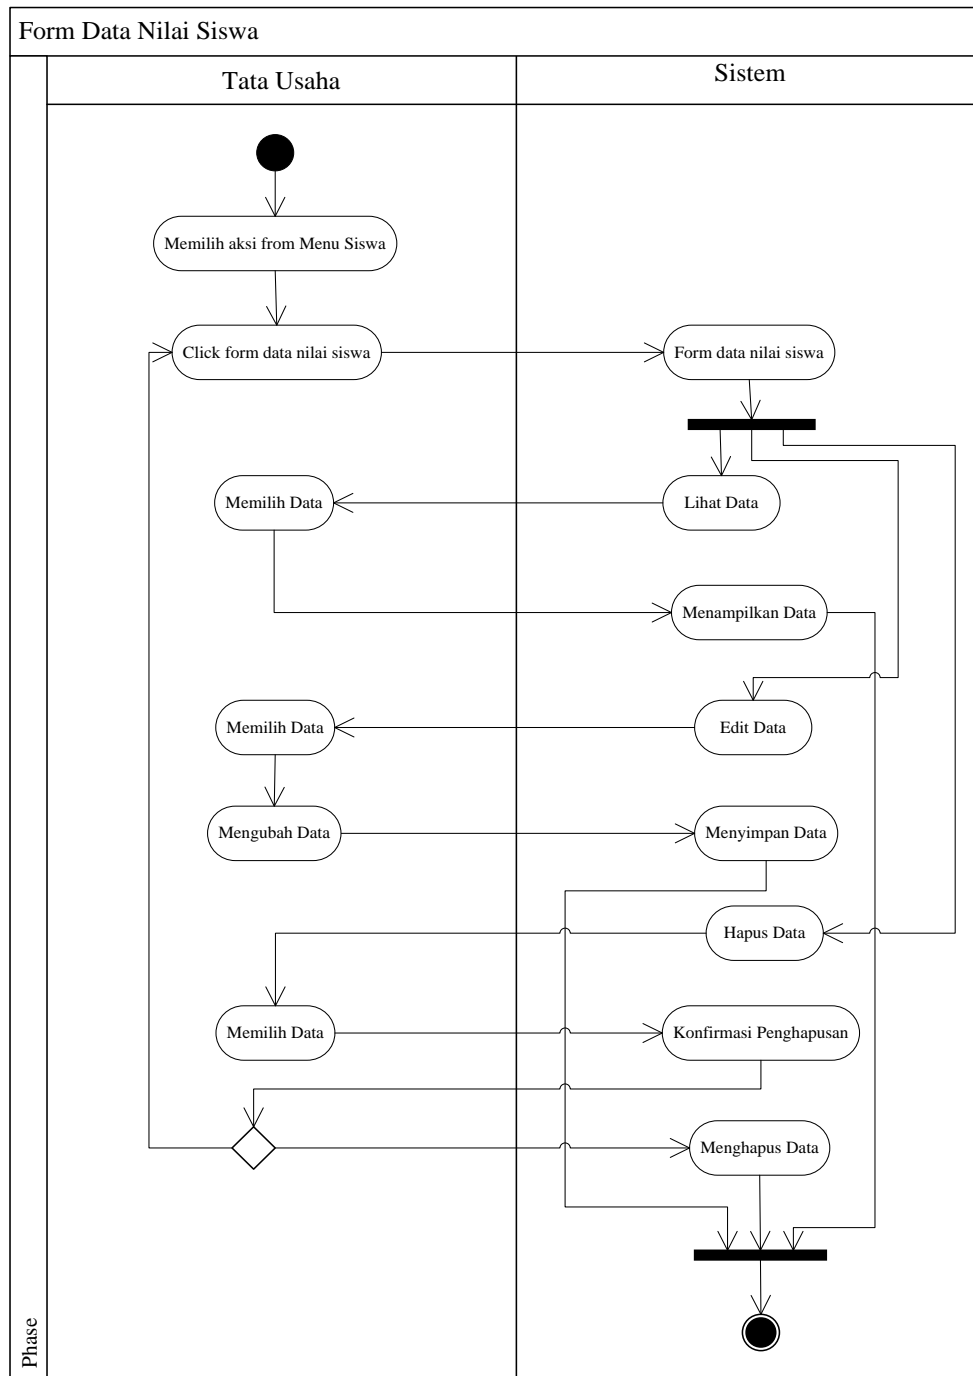 Form Data Nilai Siswa
Tata Usaha
Sistem
Memilih aksi from Menu Siswa
Click form data nilai siswa
Form data nilai siswa
Memilih Data
Lihat Data
Menampilkan Data
Memilih Data
Edit Data
Mengubah Data
Menyimpan Data
Hapus Data
Memilih Data
Konfirmasi Penghapusan
Menghapus Data
Phase